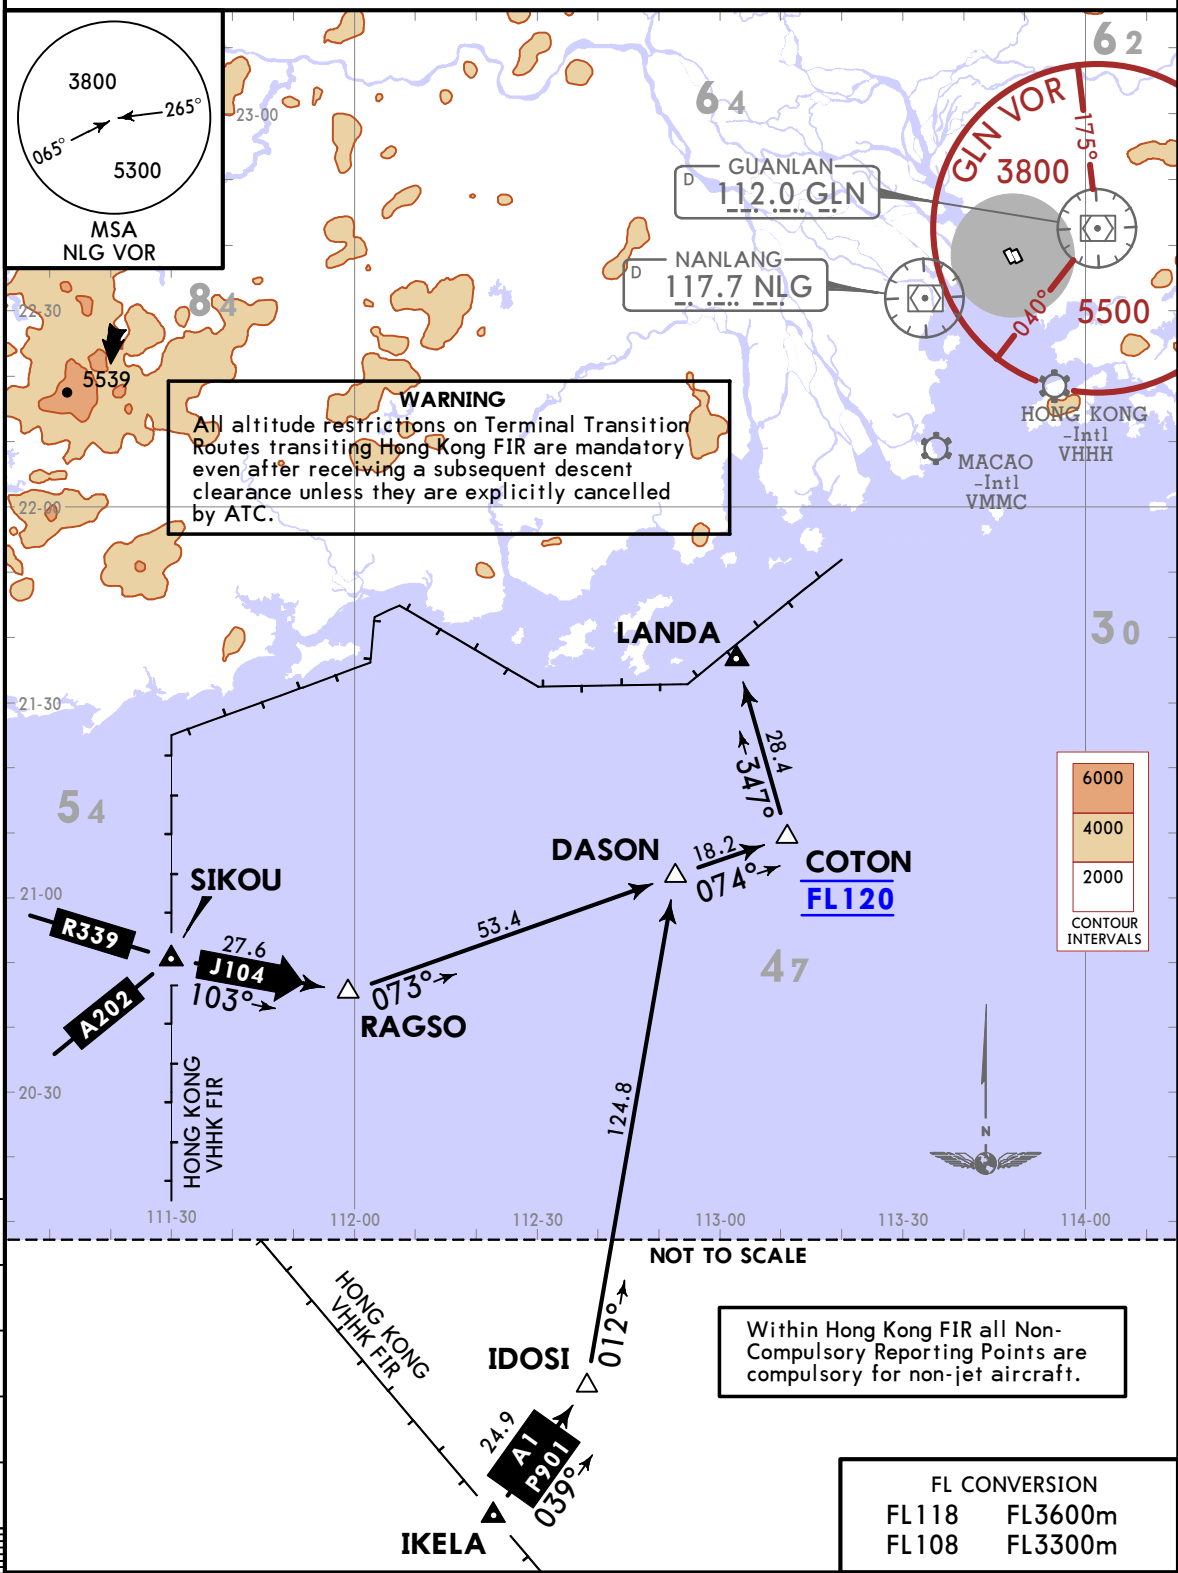 3800
265°
065°
5300
MSA
NLG VOR
23-00
6 4
6 2
GLN VOR
175°
3800
040°
5500
GUANLAN
D
112.0 GLN
NANLANG
D
117.7 NLG
8 4
22-30
5539
WARNING
All altitude restrictions on Terminal Transition
Routes transiting Hong Kong FIR are mandatory
even after receiving a subsequent descent
clearance unless they are explicitly cancelled
by ATC.
HONG KONG
-Intl
VHHH
MACAO
-Intl
VMMC
22-00
LANDA
3 0
21-30
28.4
347°
6000
4000
2000
CONTOUR
INTERVALS
5 4
DASON
18.2
074°
COTON
FL120
SIKOU
21-00
R339
A202
27.6
J104
103°
53.4
073°
RAGSO
4 7
20-30
HONG KONG
VHHK FIR
124.8
N
111-30
112-00
112-30
113-00
113-30
114-00
NOT TO SCALE
HONG KONG
VHHK FIR
012°
IDOSI
Within Hong Kong FIR all Non-
Compulsory Reporting Points are
compulsory for non-jet aircraft.
24.9
A1
P901
039°
IKELA
FL CONVERSION
FL118 FL3600m
FL108 FL3300m